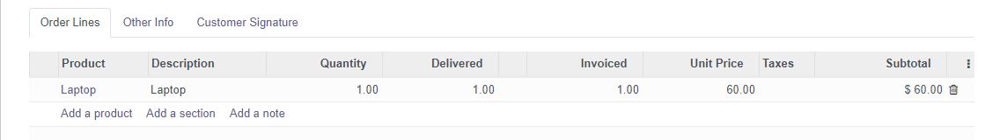 Order Lines Other Info Customer Signature
Product Description Quantity Delivered Invoiced Unit Price Taxes Subtotal
Laptop Laptop 1.00 1.00 1.00 60.00 $ 60.00
Add a product Add a section Add a note